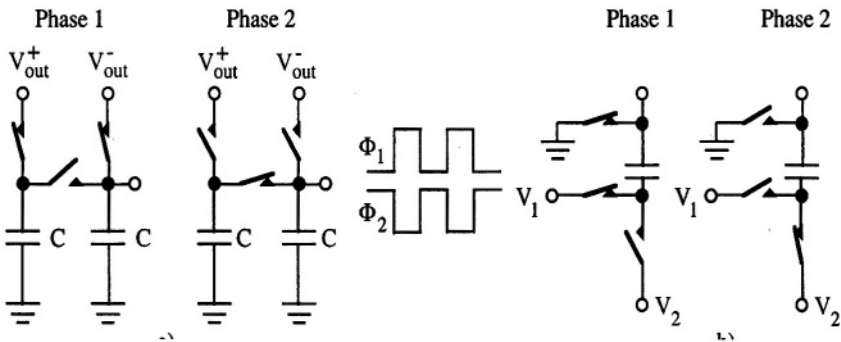 Phase 1 Phase 2 Phase 1 Phase 2
V+out V-out V+out V-out
Φ1
Φ2
C C C C
V1 V1
V2 V2